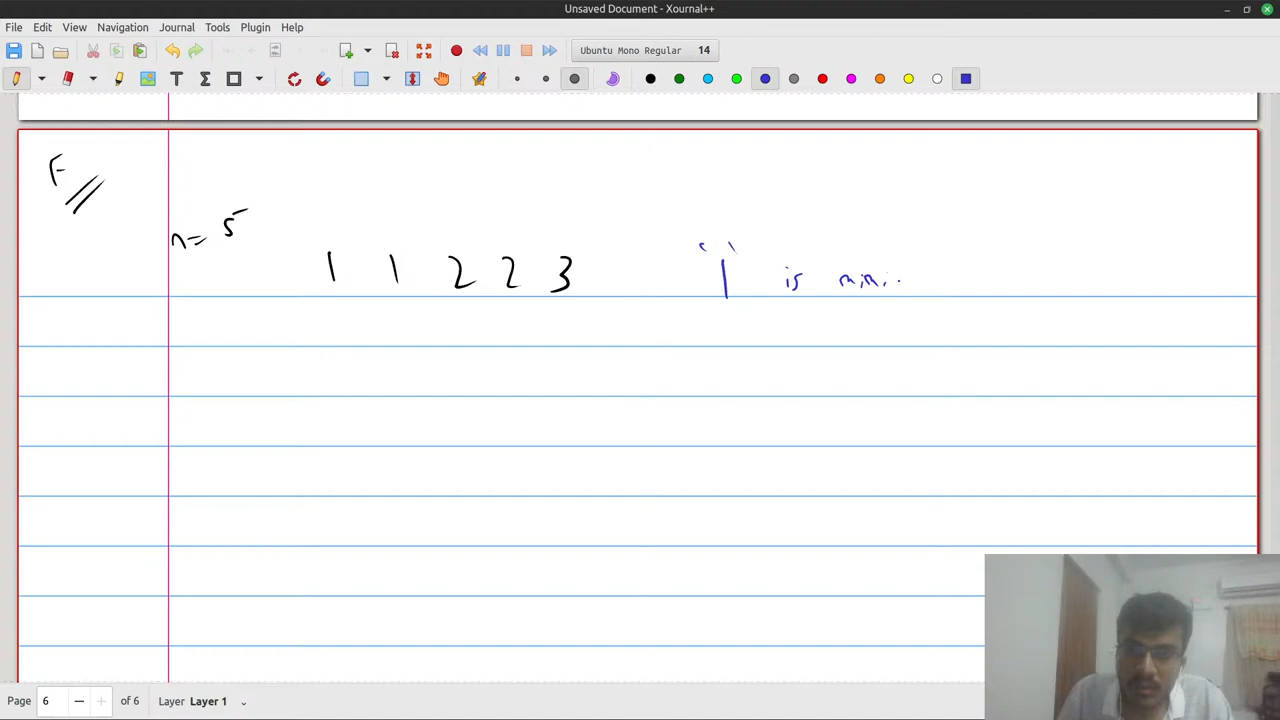 Unsaved Document - Xournal++
File Edit View Navigation Journal Tools Plugin Help
Ubuntu Mono Regular 14
F
n= 5
1 1 2 2 3 "1" is mini
Page 6 of 6 Layer Layer 1